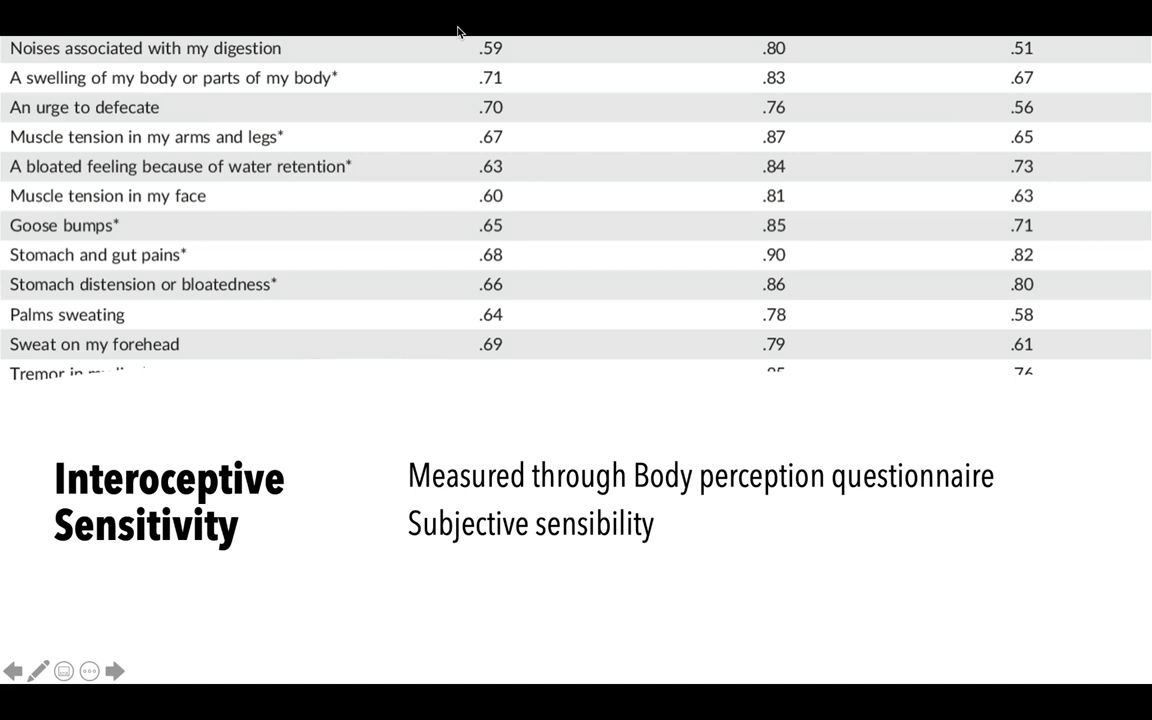 Noises associated with my digestion .59 .80 .51
A swelling of my body or parts of my body* .71 .83 .67
An urge to defecate .70 .76 .56
Muscle tension in my arms and legs* .67 .87 .65
A bloated feeling because of water retention* .63 .84 .73
Muscle tension in my face .60 .81 .63
Goose bumps* .65 .85 .71
Stomach and gut pains* .68 .90 .82
Stomach distension or bloatedness* .66 .86 .80
Palms sweating .64 .78 .58
Sweat on my forehead .69 .79 .61
Tremor in
Interoceptive
Sensitivity
Measured through Body perception questionnaire
Subjective sensibility